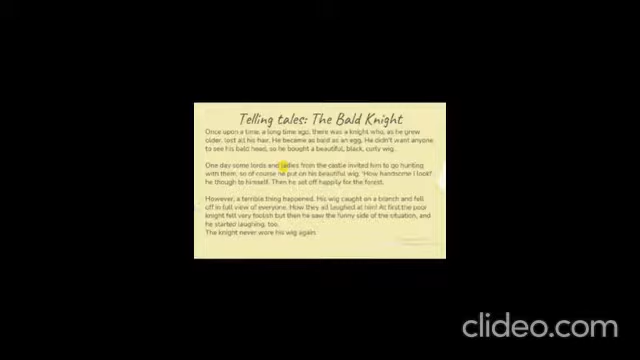 Telling tales: The Bald Knight
Once upon a time, a long time ago, there was a knight who, as he grew
older, lost all his hair. He became as bald as an egg. He didn't want anyone
to see his bald head, so he bought a beautiful, black, curly wig.
One day some lords and ladies from the castle invited him to go hunting
with them, so of course he put on his beautiful wig. 'How handsome I look!'
he though to himself. Then he set off happily for the forest.
However, a terrible thing happened. His wig caught on a branch and fell
off in full view of everyone. How they all laughed at him! At first the poor
knight felt very foolish but then he saw the funny side of the situation, and
he started laughing, too.
The knight never wore his wig again.
clideo.com